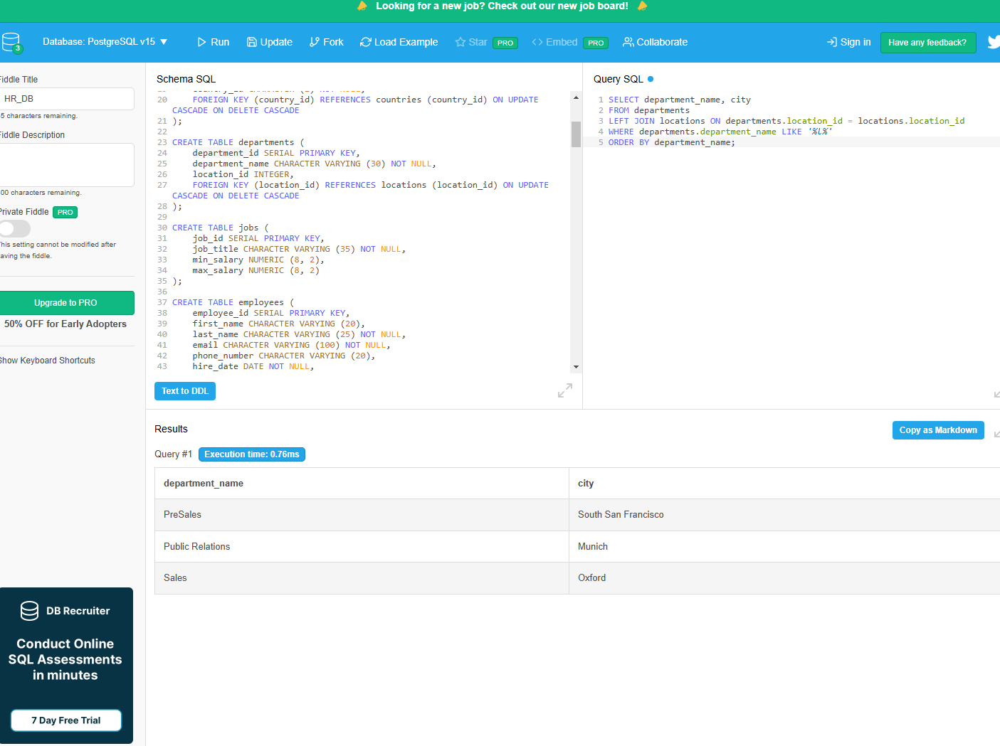 Looking for a new job? Check out our new job board!
3
Database: PostgreSQL v15
Run
Update
Fork
Load Example
Star PRO
Embed PRO
Collaborate
Sign in
Have any feedback?
Fiddle Title
HR_DB
5 characters remaining.
Fiddle Description
00 characters remaining.
Private Fiddle PRO
This setting cannot be modified after
aving the fiddle.
Upgrade to PRO
50% OFF for Early Adopters
Show Keyboard Shortcuts
DB Recruiter
Conduct Online
SQL Assessments
in minutes
7 Day Free Trial
Schema SQL
20 FOREIGN KEY (country_id) REFERENCES countries (country_id) ON UPDATE
CASCADE ON DELETE CASCADE
21 );
22
23 CREATE TABLE departments (
24 department_id SERIAL PRIMARY KEY,
25 department_name CHARACTER VARYING (30) NOT NULL,
26 location_id INTEGER,
27 FOREIGN KEY (location_id) REFERENCES locations (location_id) ON UPDATE
CASCADE ON DELETE CASCADE
28 );
29
30 CREATE TABLE jobs (
31 job_id SERIAL PRIMARY KEY,
32 job_title CHARACTER VARYING (35) NOT NULL,
33 min_salary NUMERIC (8, 2),
34 max_salary NUMERIC (8, 2)
35 );
36
37 CREATE TABLE employees (
38 employee_id SERIAL PRIMARY KEY,
39 first_name CHARACTER VARYING (20),
40 last_name CHARACTER VARYING (25) NOT NULL,
41 email CHARACTER VARYING (100) NOT NULL,
42 phone_number CHARACTER VARYING (20),
43 hire_date DATE NOT NULL,
Text to DDL
Query SQL
1 SELECT department_name, city
2 FROM departments
3 LEFT JOIN locations ON departments.location_id = locations.location_id
4 WHERE departments.department_name LIKE '%l%'
5 ORDER BY department_name;
Results
Copy as Markdown
Query #1 Execution time: 0.76ms
department_name city
PreSales South San Francisco
Public Relations Munich
Sales Oxford